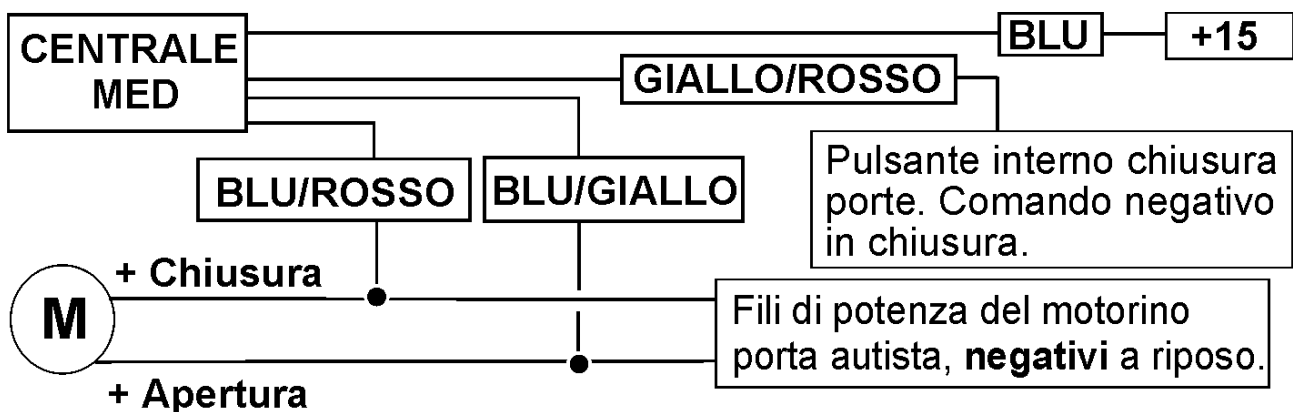 CENTRALE
MED
BLU
+15
GIALLO/ROSSO
BLU/ROSSO
BLU/GIALLO
Pulsante interno chiusura
porte. Comando negativo
in chiusura.
+ Chiusura
M
Fili di potenza del motorino
porta autista, negativi a riposo.
+ Apertura